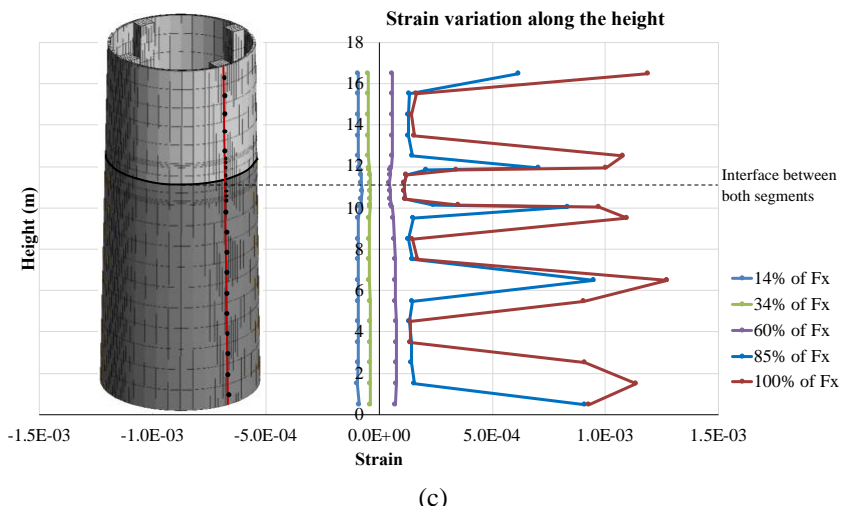 Strain variation along the height
18
16
14
12
10
8
6
4
2
0
Height (m)
-1.5E-03
-1.0E-03
-5.0E-04
0.0E+00
5.0E-04
1.0E-03
1.5E-03
Strain
Interface between
both segments
14% of Fx
34% of Fx
60% of Fx
85% of Fx
100% of Fx
(c)